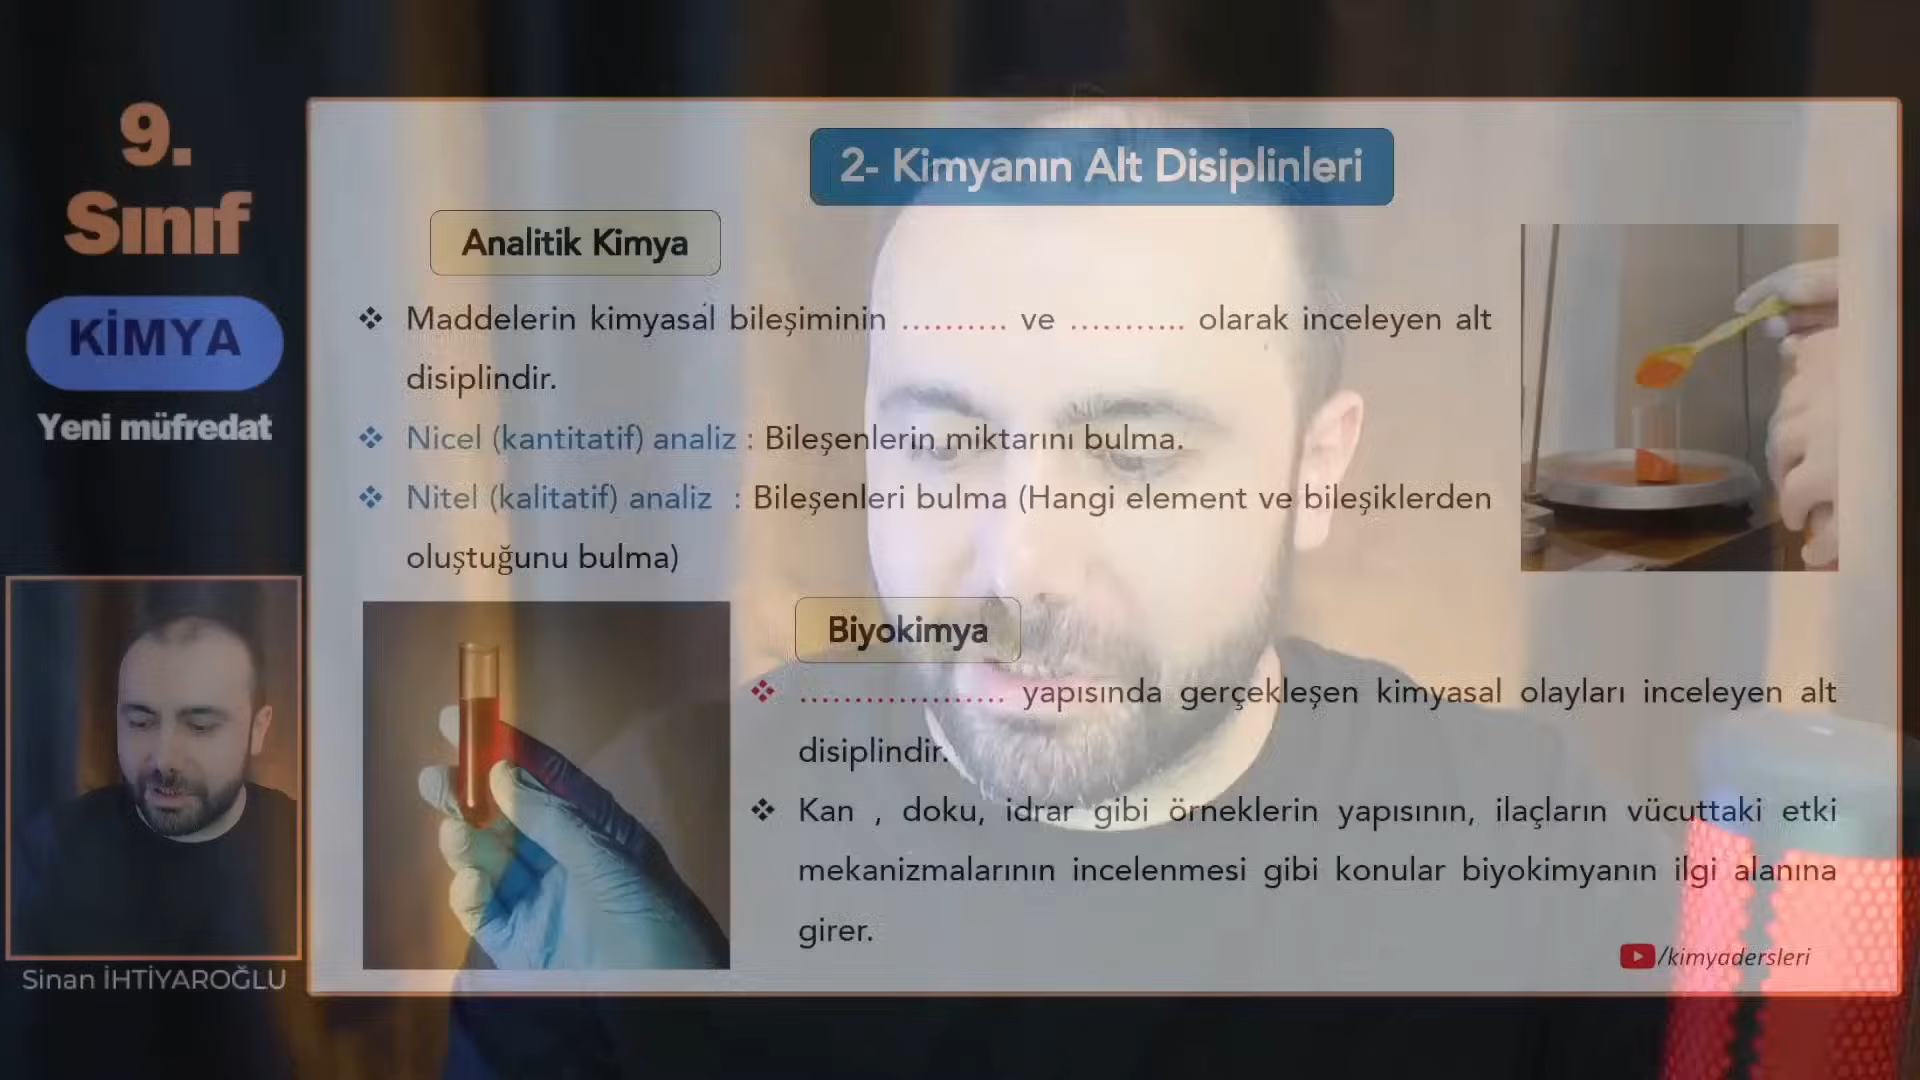 9.
Sınıf
KİMYA
Yeni müfredat
Sinan İHTİYAROĞLU
2- Kimyanın Alt Disiplinleri
Analitik Kimya
❖ Maddelerin kimyasal bileşiminin .......... ve ........... olarak inceleyen alt
disiplindir.
❖ Nicel (kantitatif) analiz : Bileşenlerin miktarını bulma.
❖ Nitel (kalitatif) analiz : Bileşenleri bulma (Hangi element ve bileşiklerden
oluştuğunu bulma)
Biyokimya
❖ ................... yapısında gerçekleşen kimyasal olayları inceleyen alt
disiplindir.
❖ Kan , doku, idrar gibi örneklerin yapısının, ilaçların vücuttaki etki
mekanizmalarının incelenmesi gibi konular biyokimyanın ilgi alanına
girer.
/kimyadersleri